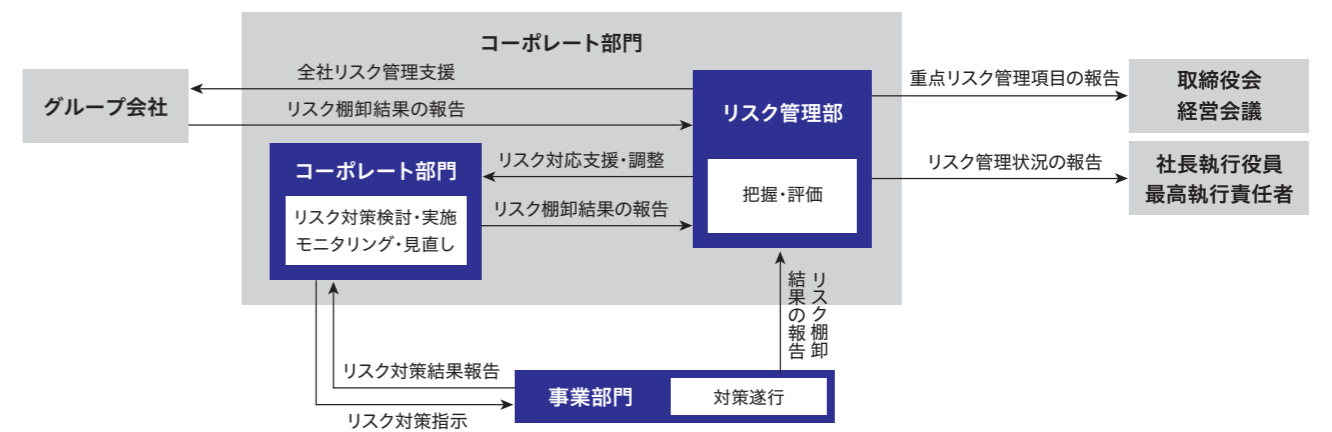 コーポレート部門
グループ会社
全社リスク管理支援
リスク棚卸結果の報告
リスク管理部
把握・評価
重点リスク管理項目の報告
取締役会
経営会議
リスク管理状況の報告
社長執行役員
最高執行責任者
コーポレート部門
リスク対策検討・実施
モニタリング・見直し
リスク対応支援・調整
リスク棚卸結果の報告
リスク棚卸
結果の報告
リスク対策結果報告
リスク対策指示
事業部門
対策遂行